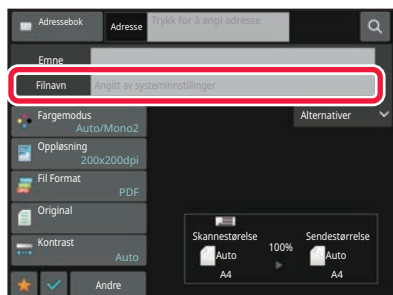 Adressebok
Adresse
Trykk for å angi adresse
Emne
Filnavn
Angitt av systeminnstillinger
Fargemodus
Auto/Mono2
Alternativer
Oppløsning
200x200dpi
Fil Format
PDF
Original
Kontrast
Auto
Skannestørelse
100%
Sendestørrelse
Auto
Auto
A4
A4
Andre